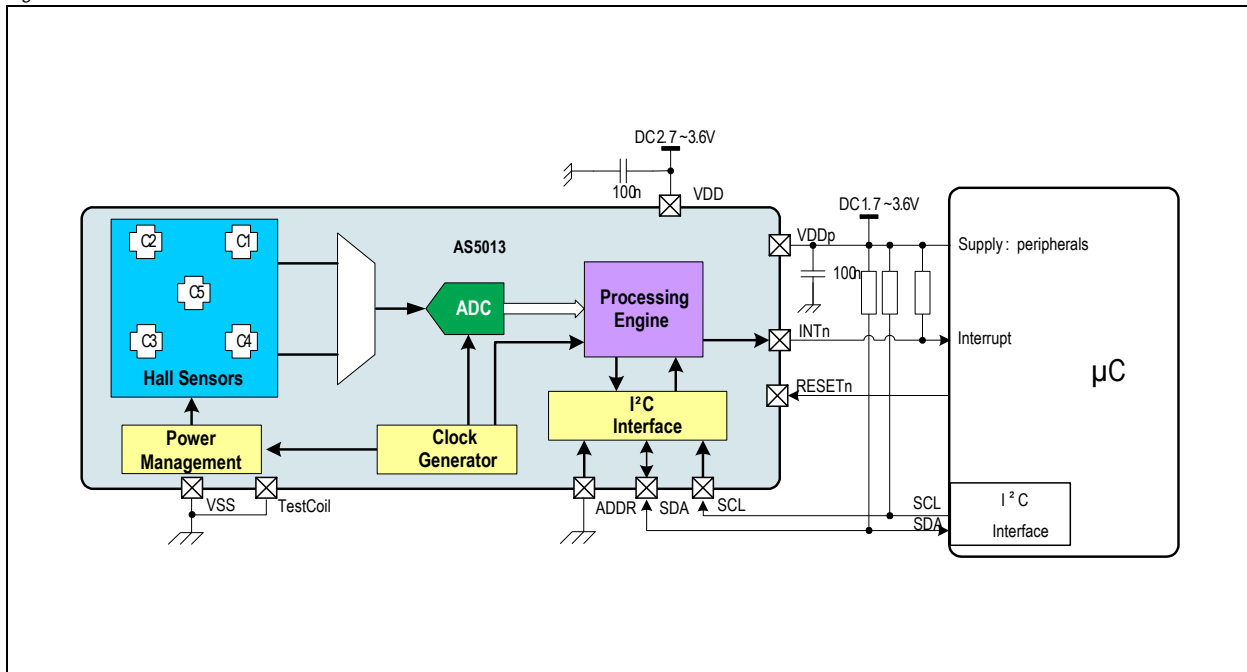 DC 2.7 ~3.6V
100n
VDD
AS5013
C2
C1
C5
C3
C4
Hall Sensors
ADC
Processing
Engine
I²C
Interface
Power
Management
Clock
Generator
VSS
TestCoil
ADDR
SDA
SCL
VDDp
DC 1.7 ~3.6V
100n
INTn
RESETn
Supply: peripherals
Interrupt
µC
SCL
SDA
I²C
Interface